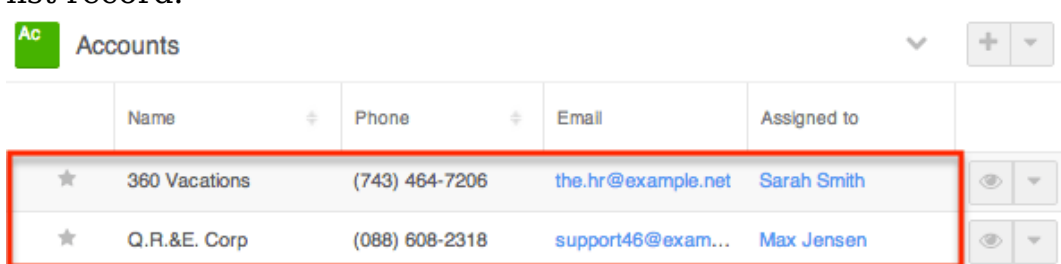 list record.
Ac Accounts
Name Phone Email Assigned to
360 Vacations (743) 464-7206 the.hr@example.net Sarah Smith
Q.R.&E. Corp (088) 608-2318 support46@exam... Max Jensen